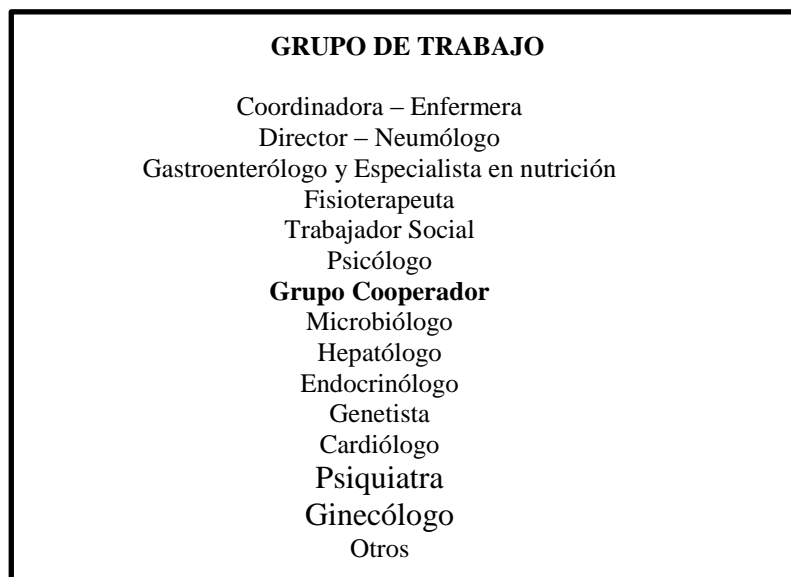 GRUPO DE TRABAJO
Coordinadora – Enfermera
Director – Neumólogo
Gastroenterólogo y Especialista en nutrición
Fisioterapeuta
Trabajador Social
Psicólogo
Grupo Cooperador
Microbiólogo
Hepatólogo
Endocrinólogo
Genetista
Cardiólogo
Psiquiatra
Ginecólogo
Otros